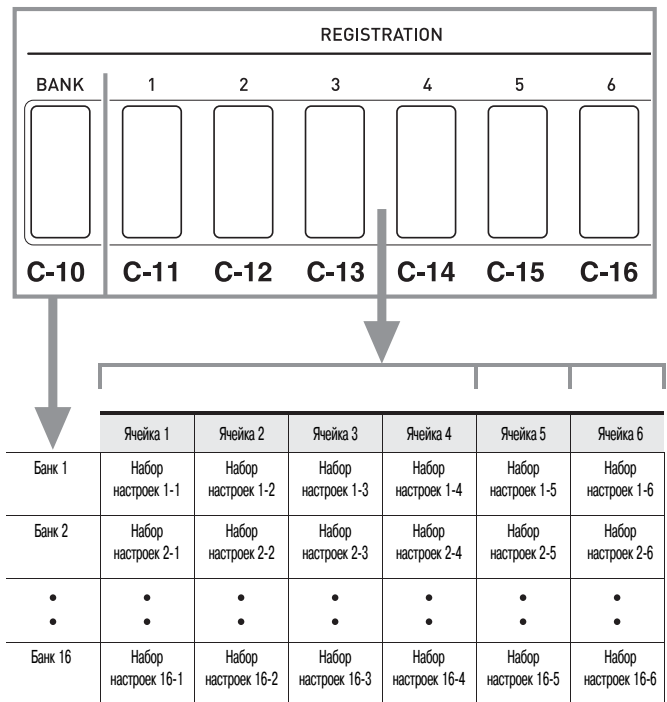 REGISTRATION
BANK 1 2 3 4 5 6
C-10 C-11 C-12 C-13 C-14 C-15 C-16
Ячейка 1 Ячейка 2 Ячейка 3 Ячейка 4 Ячейка 5 Ячейка 6
Банк 1 Набор Набор Набор Набор Набор Набор
настроек 1-1 настроек 1-2 настроек 1-3 настроек 1-4 настроек 1-5 настроек 1-6
Банк 2 Набор Набор Набор Набор Набор Набор
настроек 2-1 настроек 2-2 настроек 2-3 настроек 2-4 настроек 2-5 настроек 2-6
Банк 16 Набор Набор Набор Набор Набор Набор
настроек 16-1 настроек 16-2 настроек 16-3 настроек 16-4 настроек 16-5 настроек 16-6